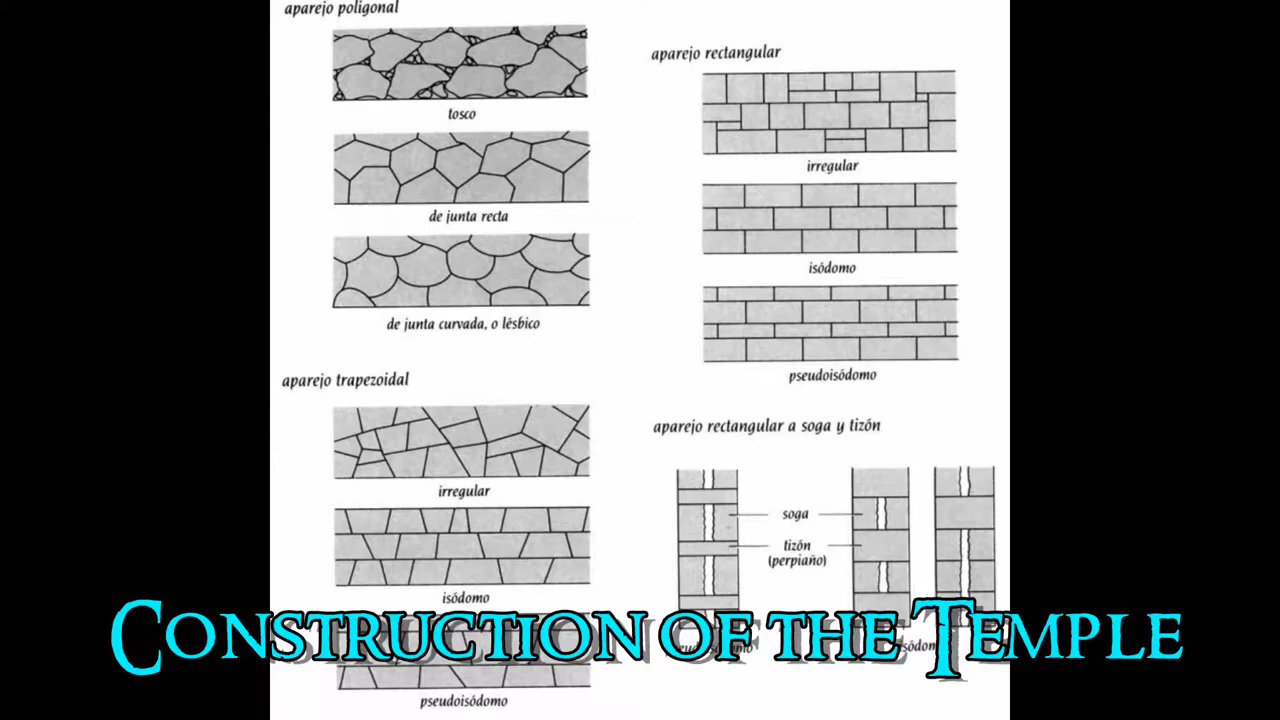 aparejo poligonal
tosco
de junta recta
de junta curvada, o lésbico
aparejo trapezoidal
irregular
isódomo
pseudoisódomo
aparejo rectangular
irregular
isódomo
pseudoisódomo
aparejo rectangular a soga y tizón
soga
tizón
(perpiaño)
Construction of the Temple